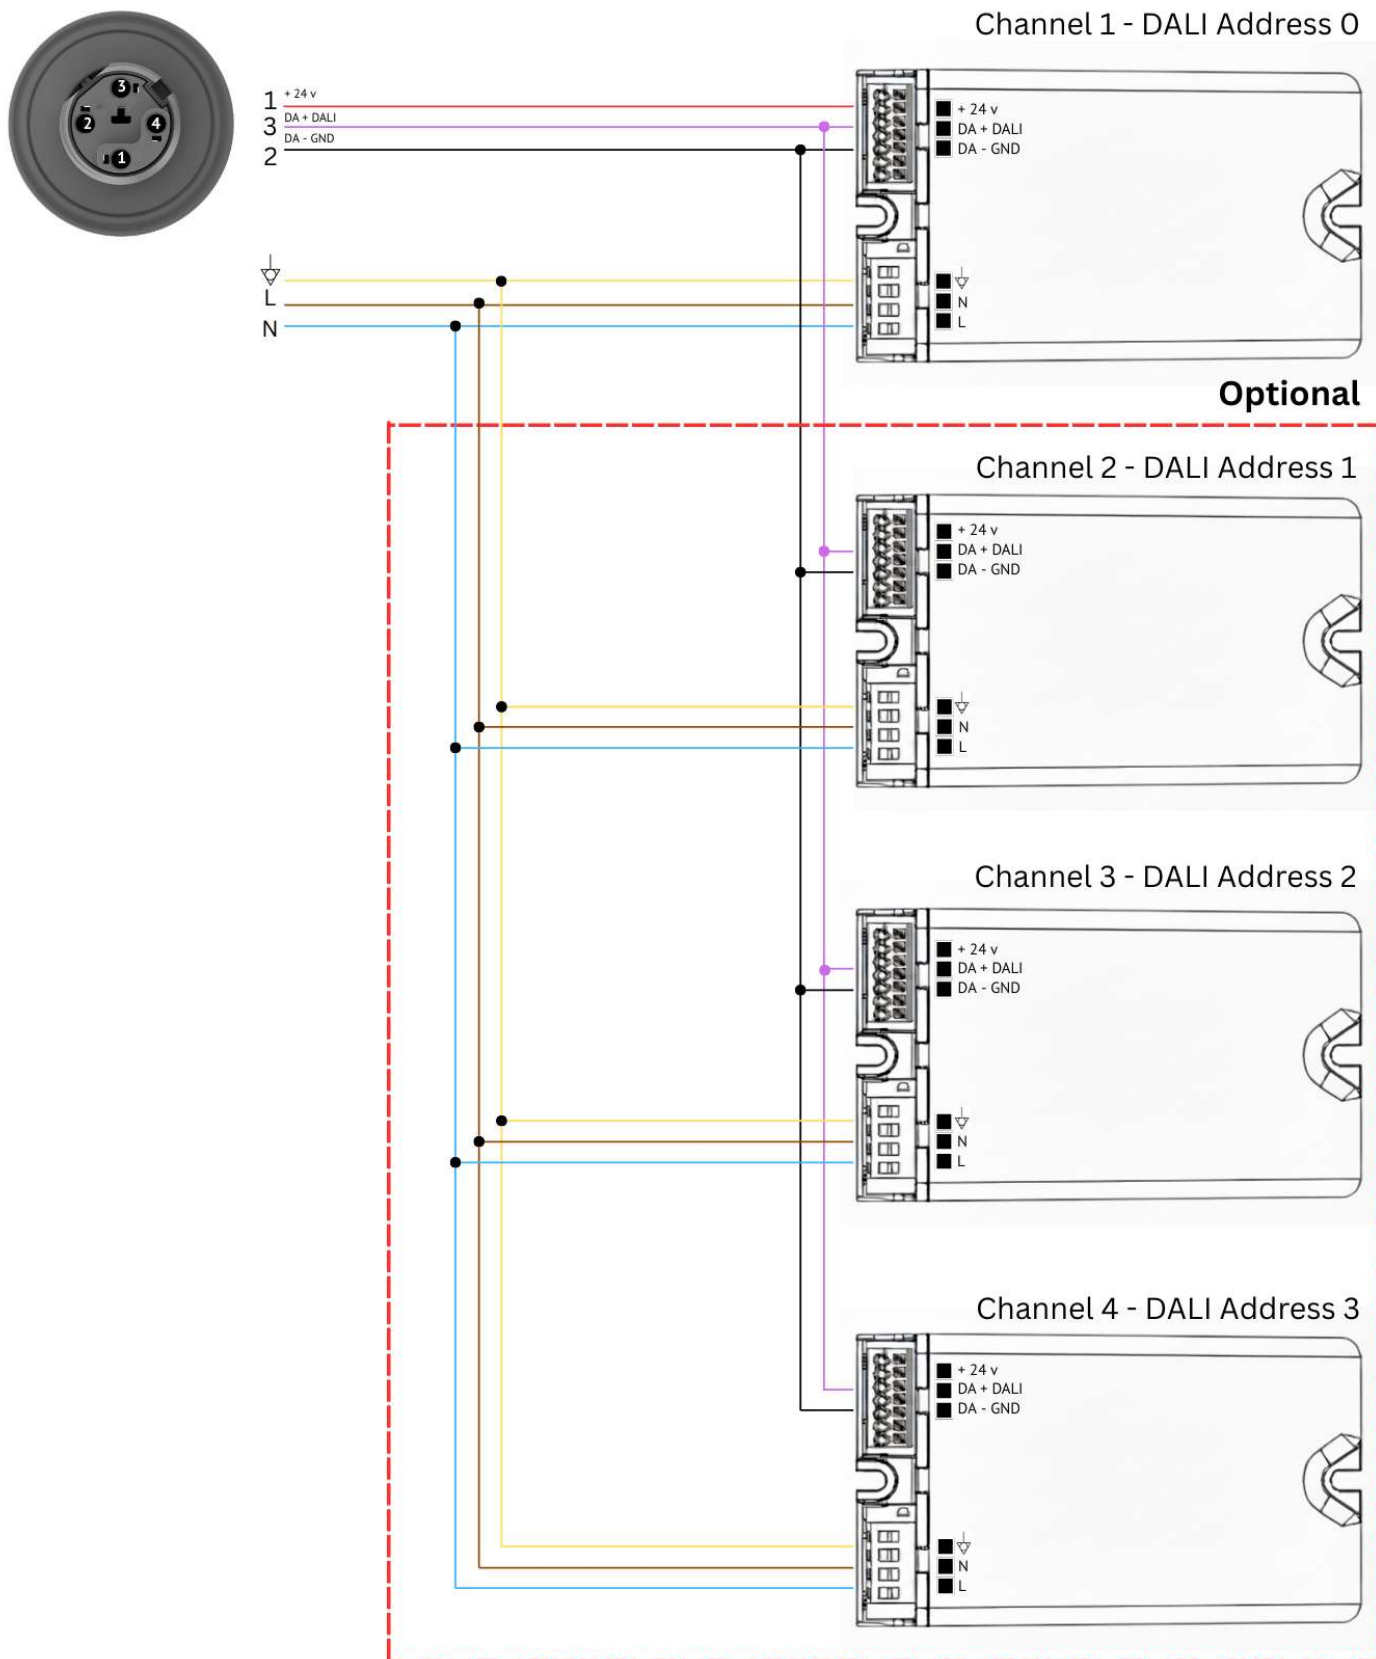 Channel 1 - DALI Address 0
3
2 4
1
1 + 24 v
3 DA + DALI
2 DA - GND
+ 24 v
DA + DALI
DA - GND
D
L
N
N
L
Optional
Channel 2 - DALI Address 1
+ 24 v
DA + DALI
DA - GND
D
N
L
Channel 3 - DALI Address 2
+ 24 v
DA + DALI
DA - GND
D
N
L
Channel 4 - DALI Address 3
+ 24 v
DA + DALI
DA - GND
D
N
L